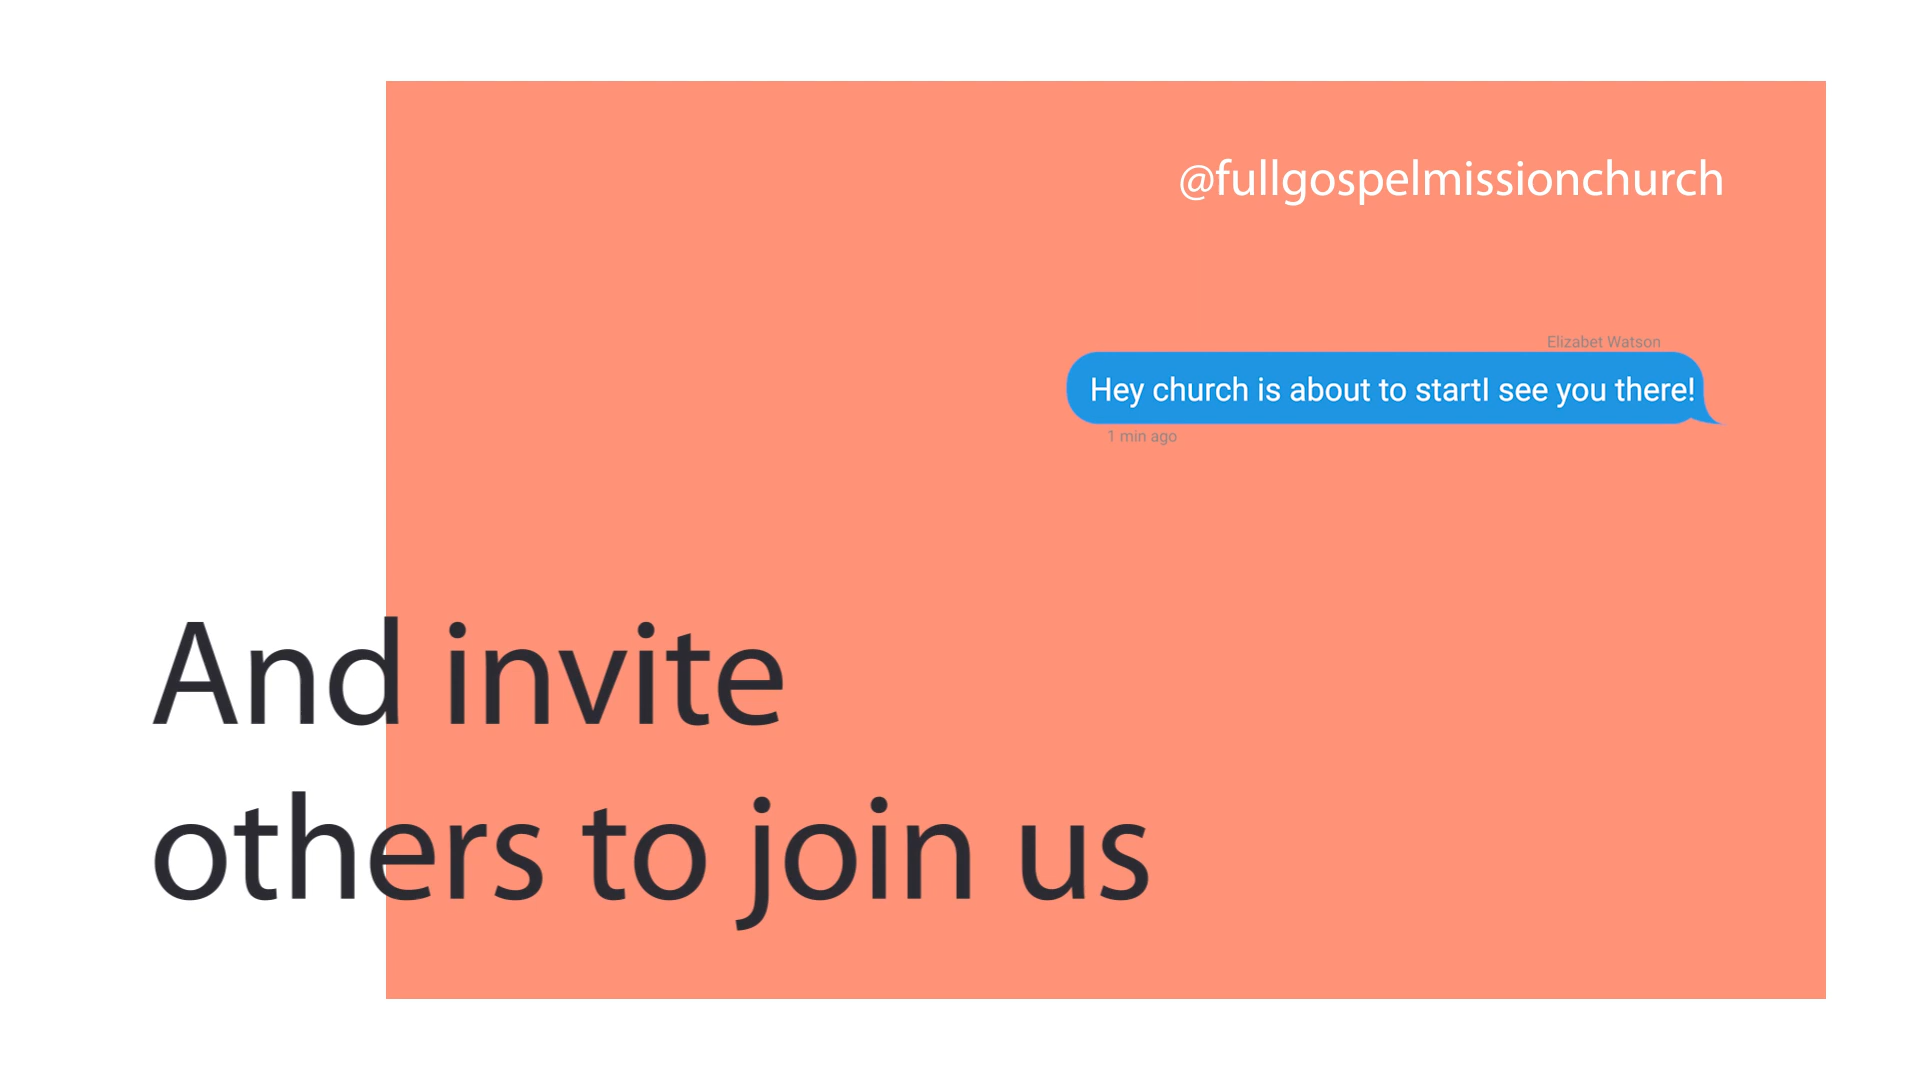 @fullgospelmissionchurch
Elizabet Watson
Hey church is about to startI see you there!
1 min ago
And invite
others to join us